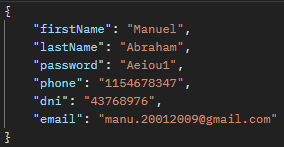 {
"firstName": "Manuel",
"lastName": "Abraham",
"password": "Aeiou1",
"phone": "1154678347",
"dni": "43768976",
"email": "manu.20012009@gmail.com"
}